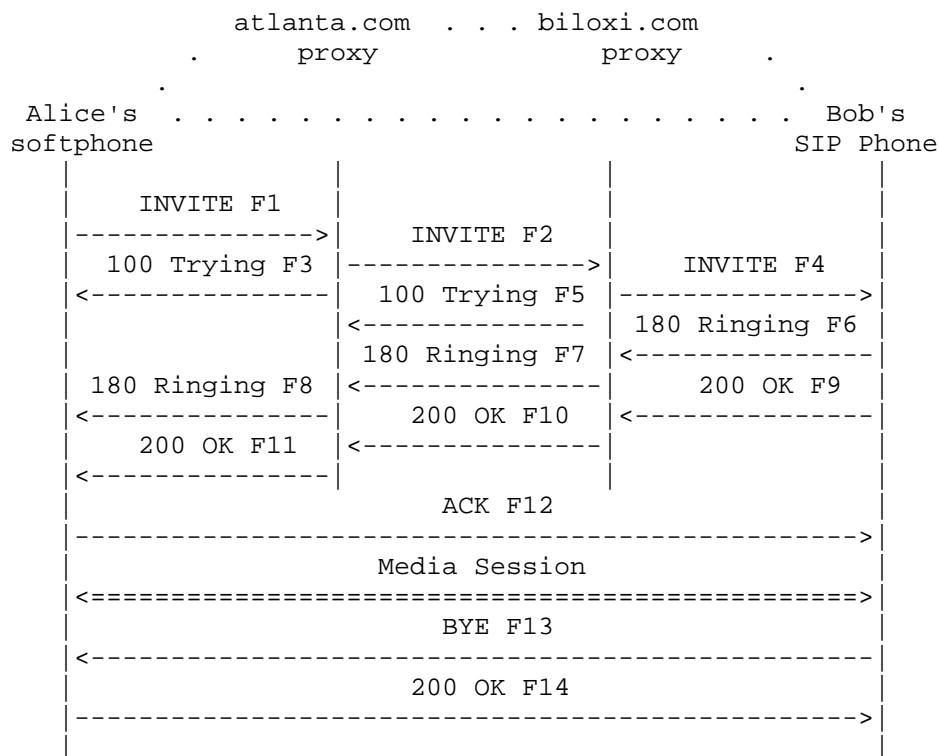 atlanta.com . . . biloxi.com
. proxy proxy .
. .
Alice's . . . . . . . . . . . . . . . . . . . . Bob's
softphone SIP Phone
| | | |
| INVITE F1 | | |
|--------------->| INVITE F2 | |
| 100 Trying F3 |--------------->| INVITE F4 |
|<---------------| 100 Trying F5 |--------------->|
| |<-------------- | 180 Ringing F6 |
| | 180 Ringing F7 |<---------------|
| 180 Ringing F8 |<---------------| 200 OK F9 |
|<---------------| 200 OK F10 |<---------------|
| 200 OK F11 |<---------------| |
|<---------------| | |
| ACK F12 |
|------------------------------------------------->|
| Media Session |
|<================================================>|
| BYE F13 |
|<-------------------------------------------------|
| 200 OK F14 |
|------------------------------------------------->|
| |